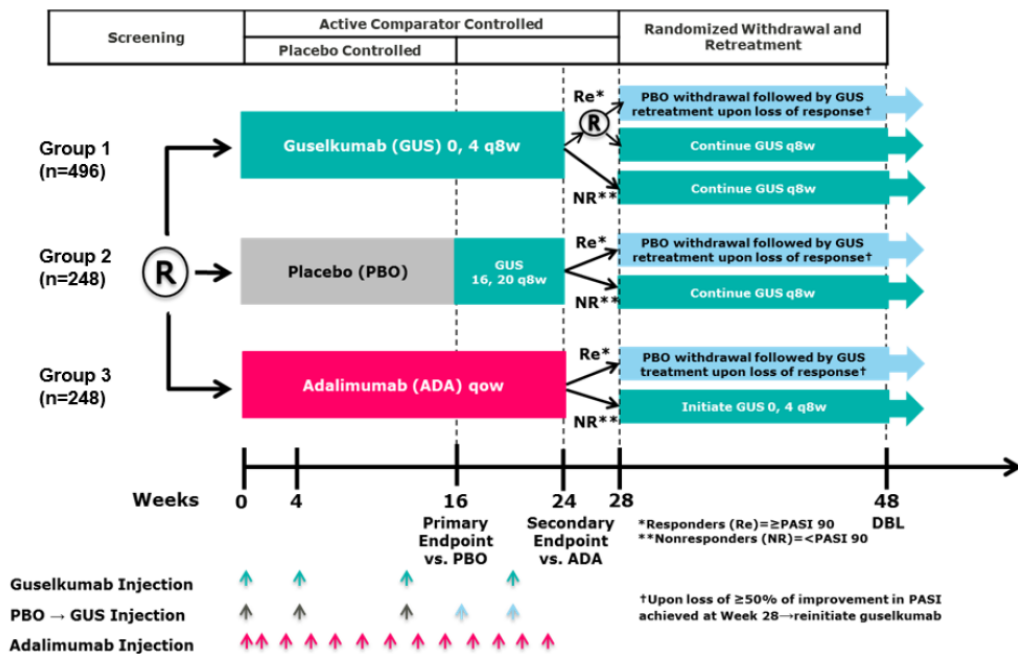 Screening
Active Comparator Controlled
Randomized Withdrawal and
Retreatment
Placebo Controlled
Group 1
(n=496)
Guselkumab (GUS) 0, 4 q8w
Re*
R
NR**
PBO withdrawal followed by GUS
retreatment upon loss of response†
Continue GUS q8w
Continue GUS q8w
Group 2
(n=248)
R
Placebo (PBO)
GUS
16, 20 q8w
Re*
NR**
PBO withdrawal followed by GUS
retreatment upon loss of response†
Continue GUS q8w
Group 3
(n=248)
Adalimumab (ADA) qow
Re*
NR**
PBO withdrawal followed by GUS
treatment upon loss of response†
Initiate GUS 0, 4 q8w
Weeks
0 4 16 24 28 48
Primary
Endpoint
vs. PBO
Secondary
Endpoint
vs. ADA
DBL
*Responders (Re)=≥PASI 90
**Nonresponders (NR)=<PASI 90
Guselkumab Injection
PBO → GUS Injection
Adalimumab Injection
†Upon loss of ≥50% of improvement in PASI
achieved at Week 28→reinitiate guselkumab